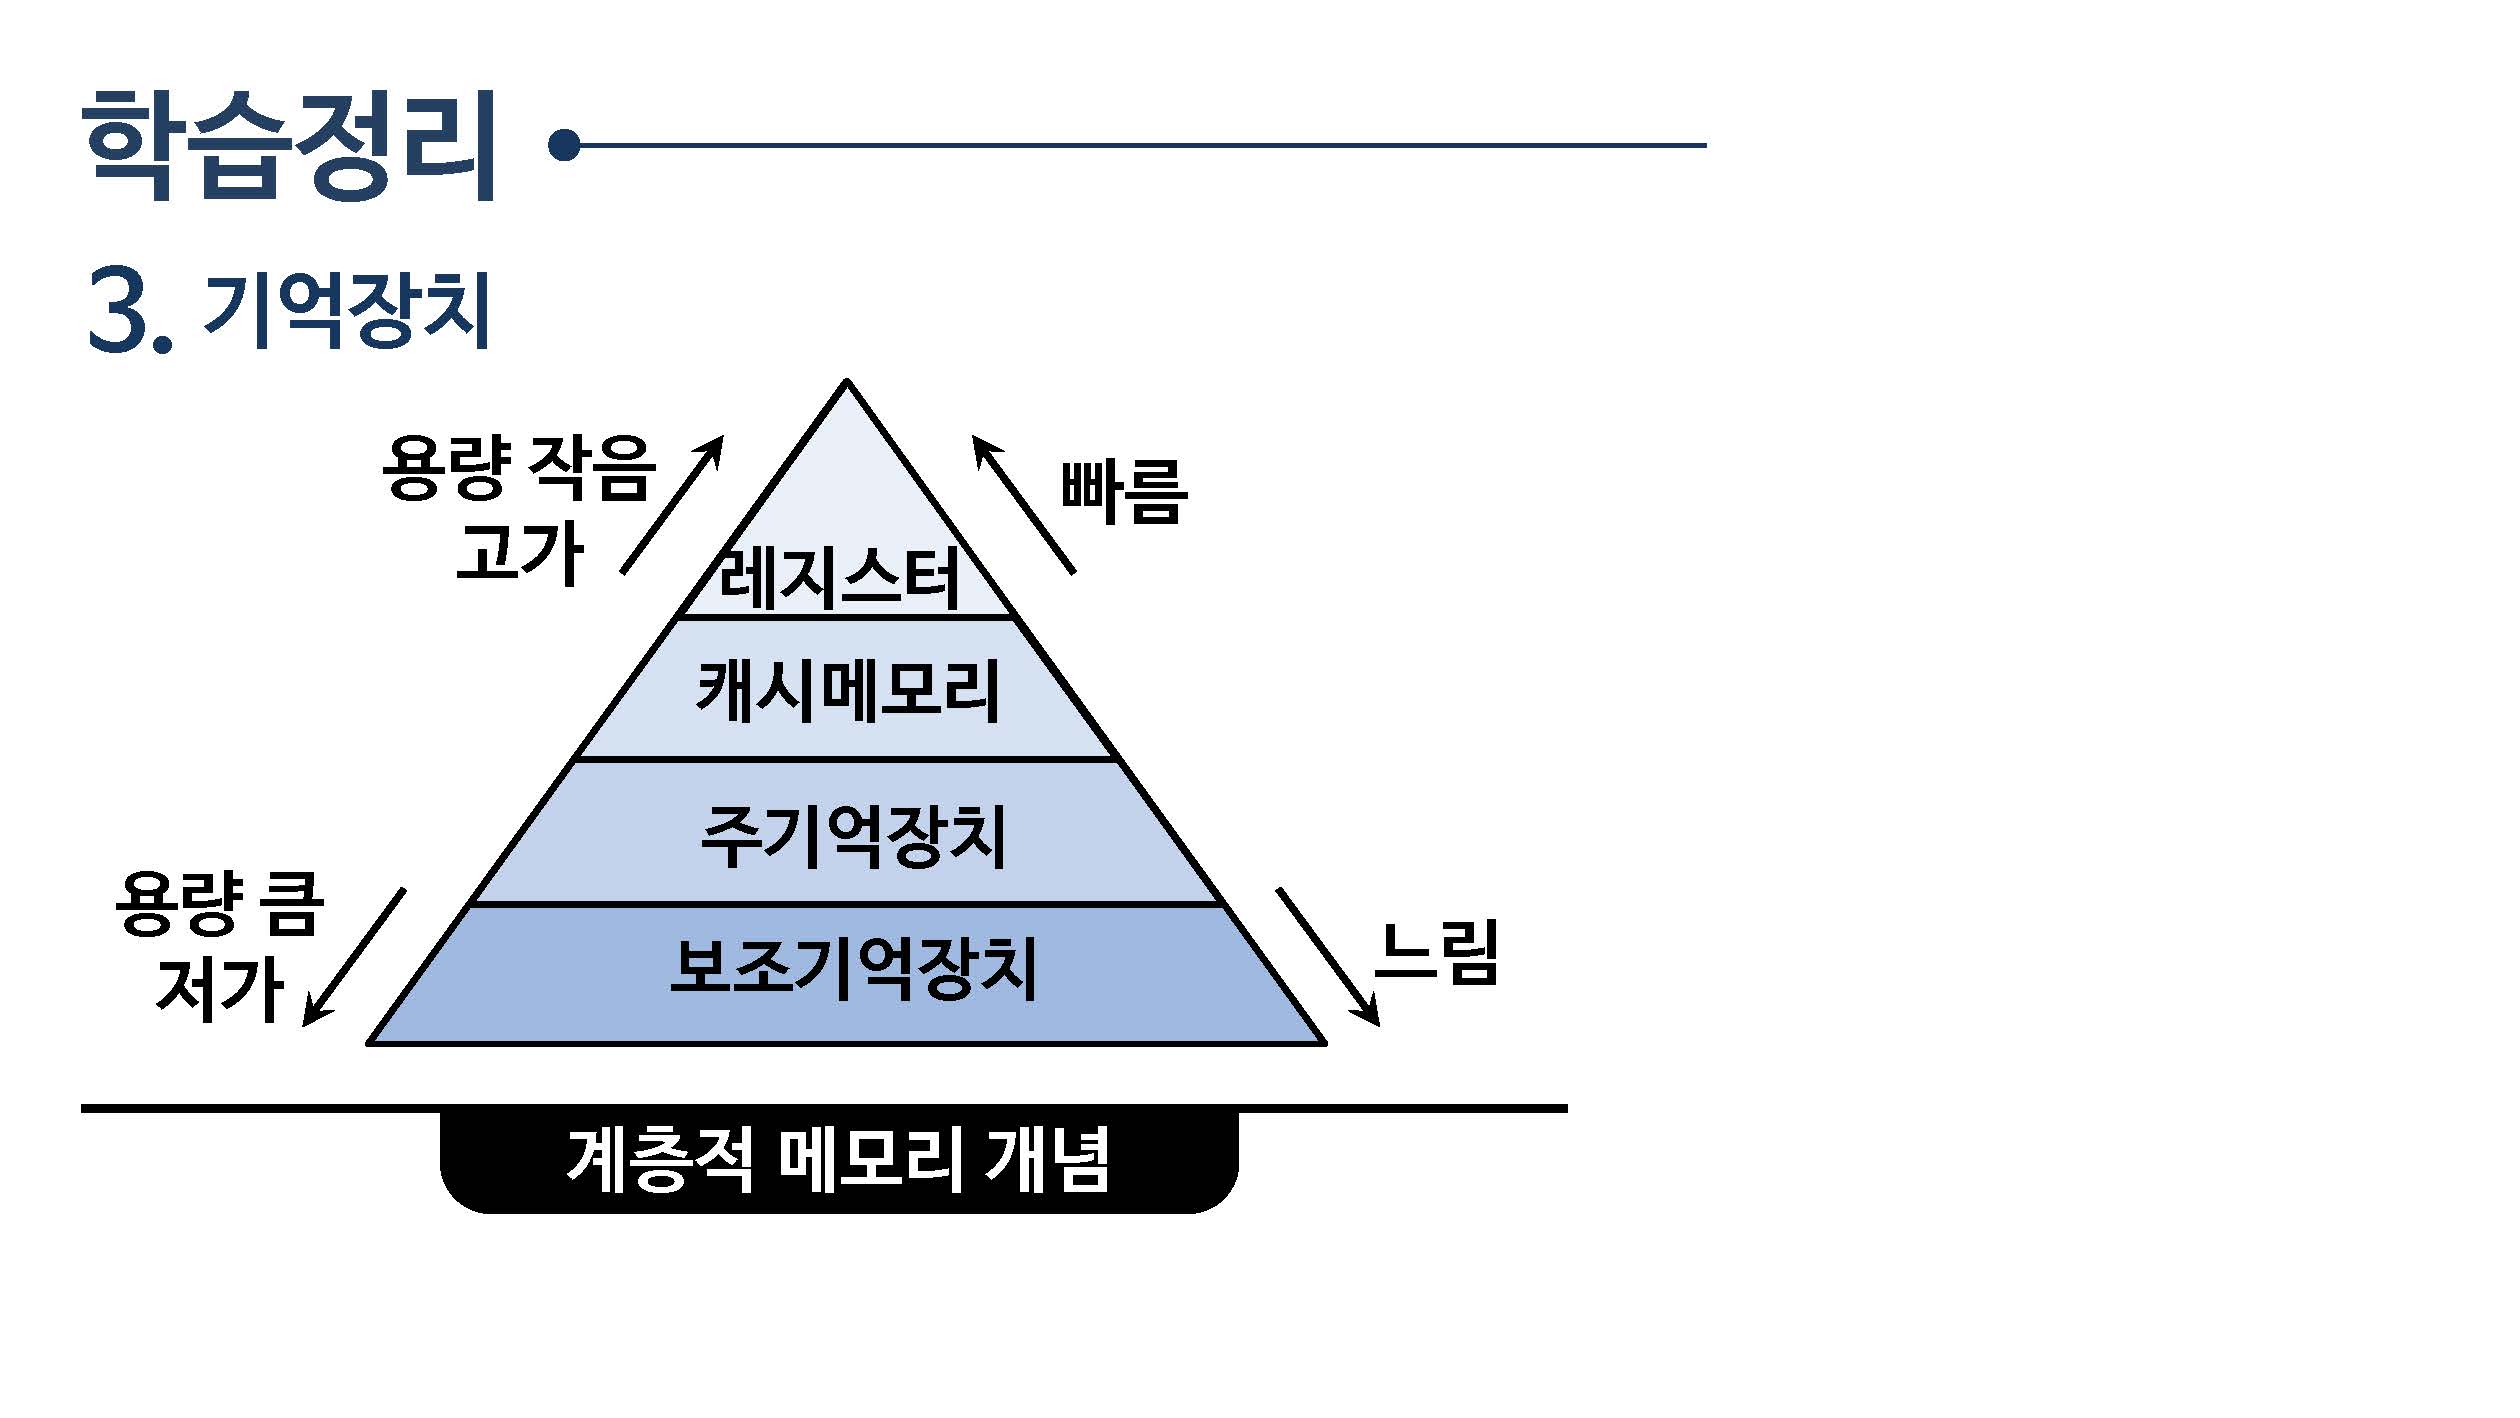 학습정리
3. 기억장치
용량 작음
고가
빠름
레지스터
캐시메모리
주기억장치
용량 큼
저가
느림
보조기억장치
계층적 메모리 개념